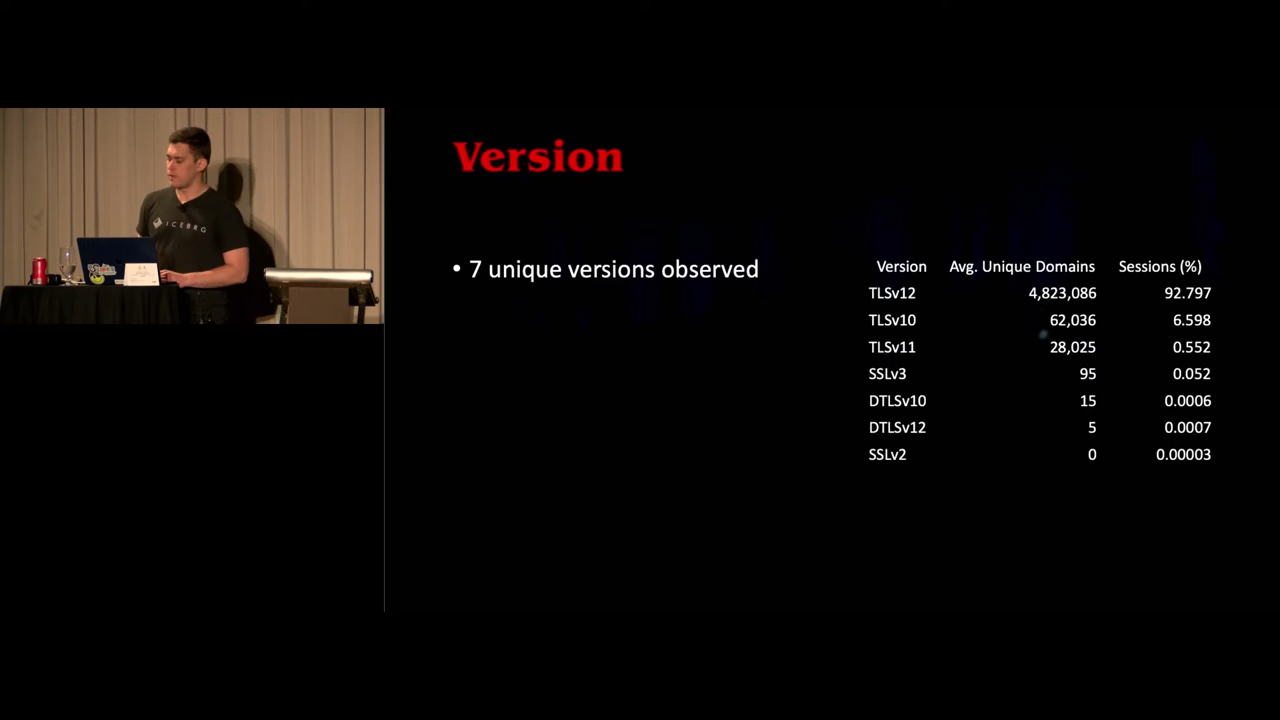 Version
• 7 unique versions observed
Version Avg. Unique Domains Sessions (%)
TLSv12 4,823,086 92.797
TLSv10 62,036 6.598
TLSv11 28,025 0.552
SSLv3 95 0.052
DTLSv10 15 0.0006
DTLSv12 5 0.0007
SSLv2 0 0.00003
ICEBRG